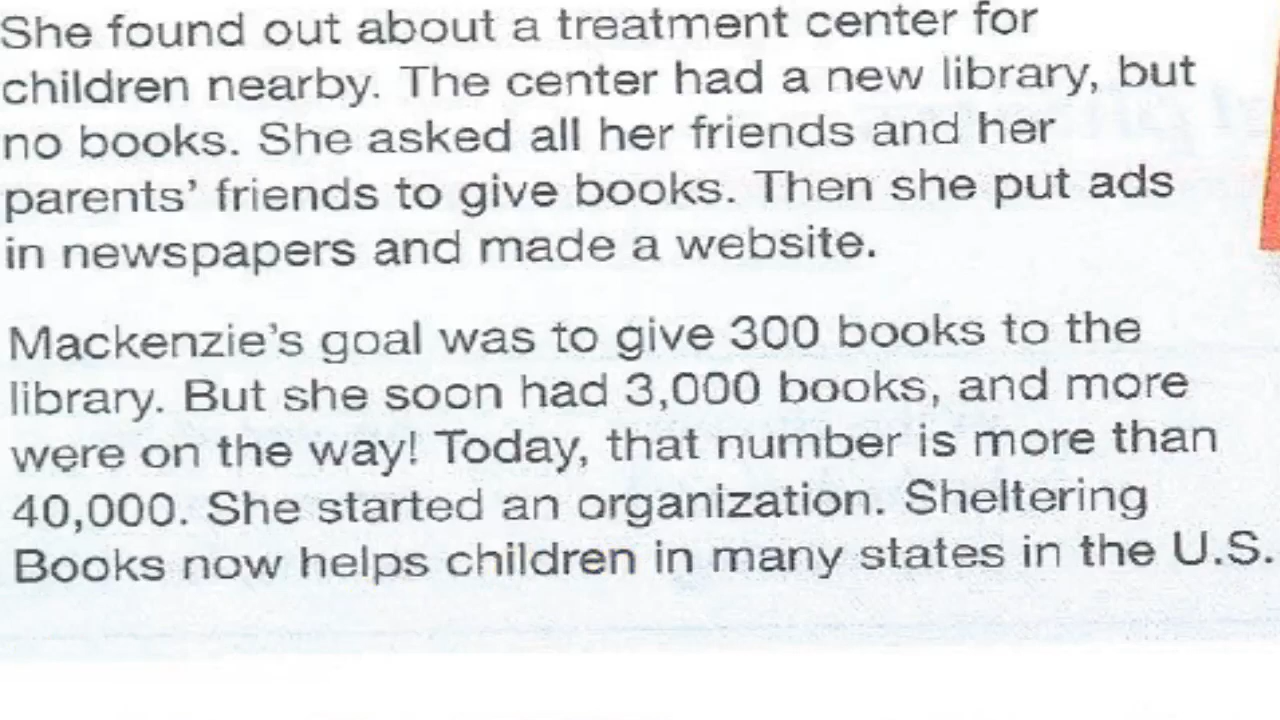 She found out about a treatment center for
children nearby. The center had a new library, but
no books. She asked all her friends and her
parents’ friends to give books. Then she put ads
in newspapers and made a website.
Mackenzie’s goal was to give 300 books to the
library. But she soon had 3,000 books, and more
were on the way! Today, that number is more than
40,000. She started an organization. Sheltering
Books now helps children in many states in the U.S.